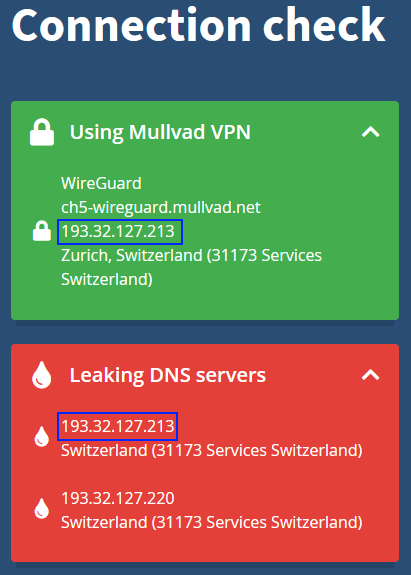 Connection check
Using Mullvad VPN
WireGuard
ch5-wireguard.mullvad.net
193.32.127.213
Zurich, Switzerland (31173 Services
Switzerland)
Leaking DNS servers
193.32.127.213
Switzerland (31173 Services Switzerland)
193.32.127.220
Switzerland (31173 Services Switzerland)